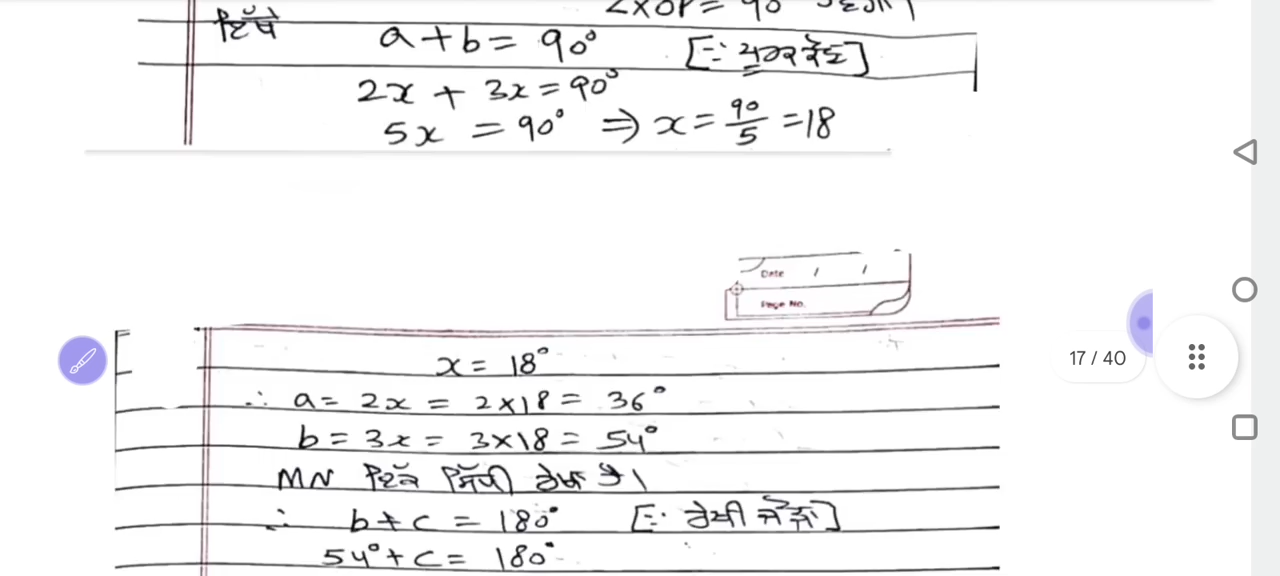 ਇੱਥੇ a + b = 90° [∵ ਪੂਰਕ ਕੋਣ]
2x + 3x = 90°
5x = 90° ⇒ x = 90/5 = 18
Date / /
Page No.
x = 18°
17 / 40
∴ a = 2x = 2×18 = 36°
b = 3x = 3×18 = 54°
MN ਇੱਕ ਸਿੱਧੀ ਰੇਖਾ ਹੈ।
∴ b + c = 180° [∵ ਰੇਖੀ ਜੋੜਾ]
54° + c = 180°